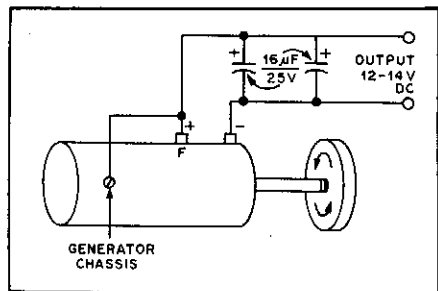 +
16µF
25V
+
OUTPUT
12-14V
DC
+
-
F
GENERATOR
CHASSIS